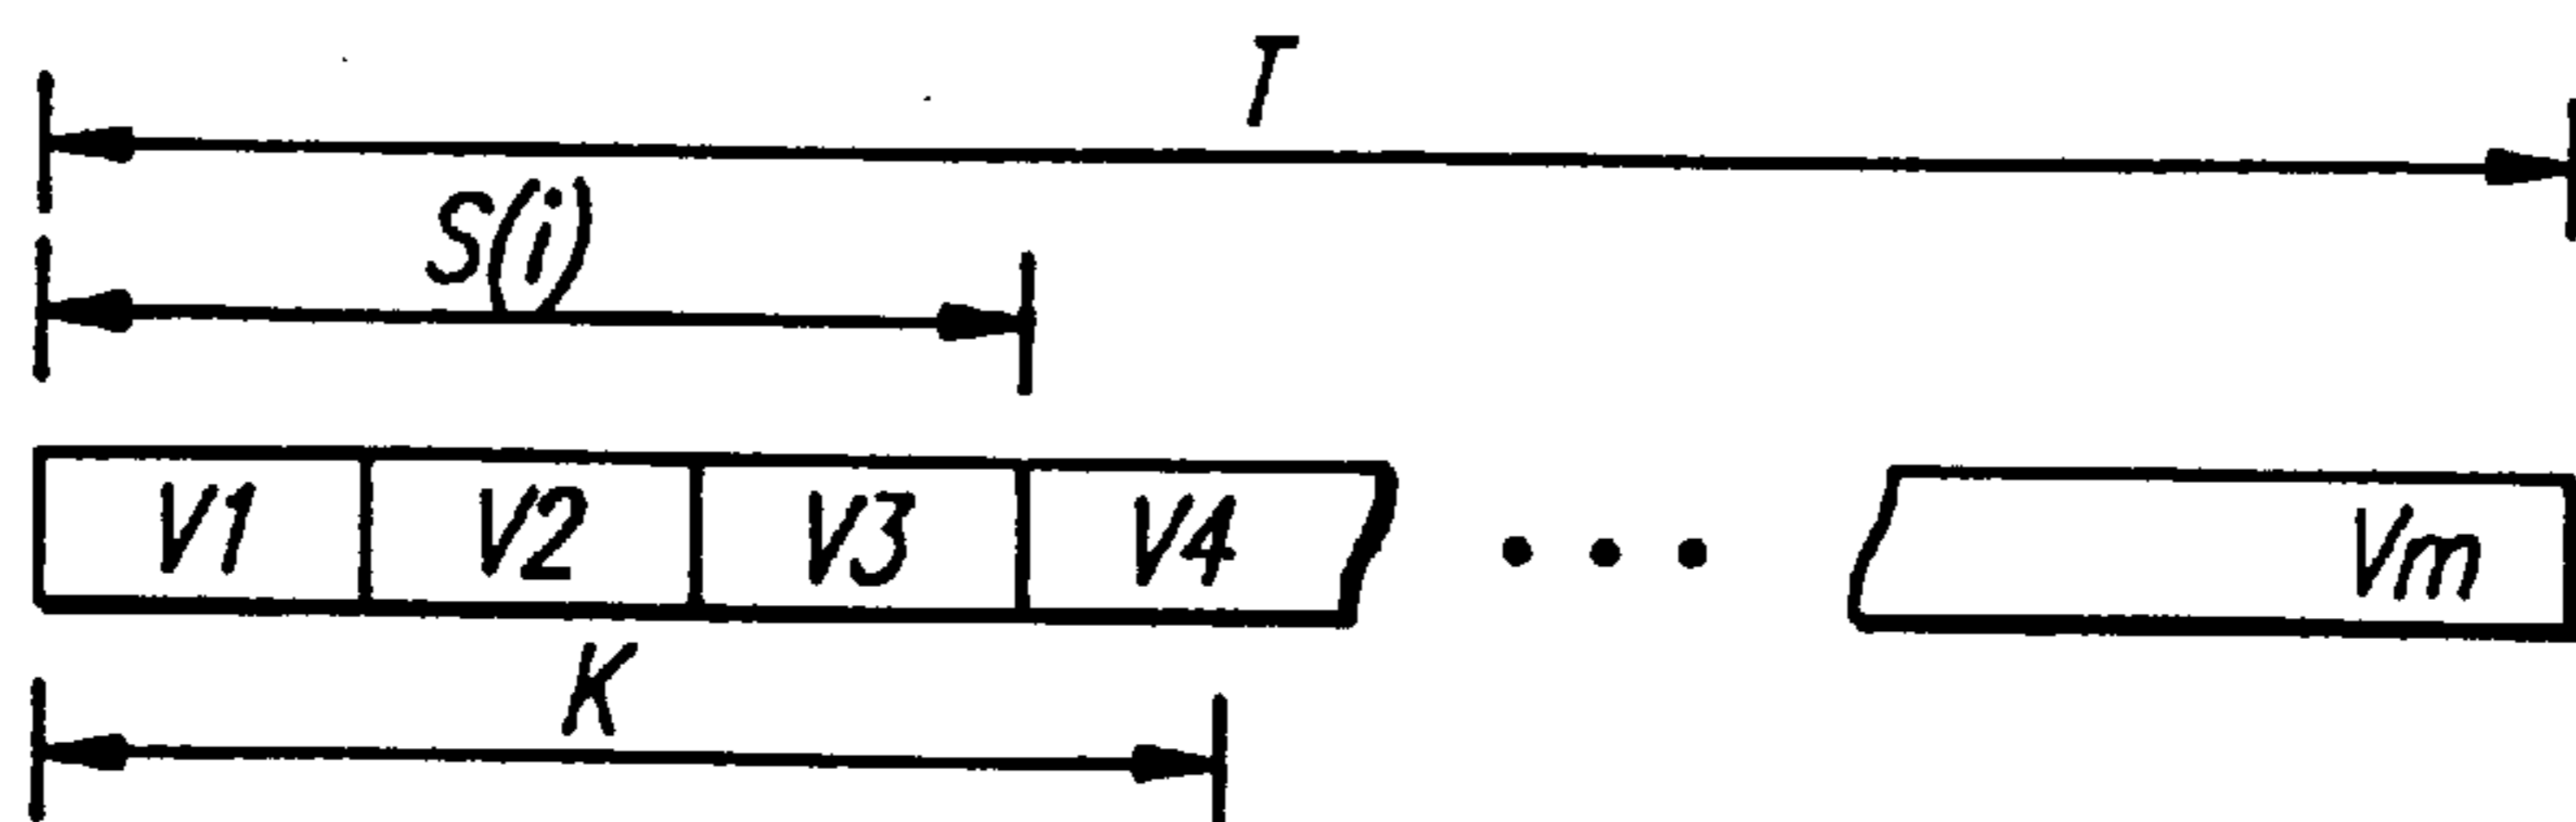 T
S(i)
V1 V2 V3 V4 • • • Vm
K